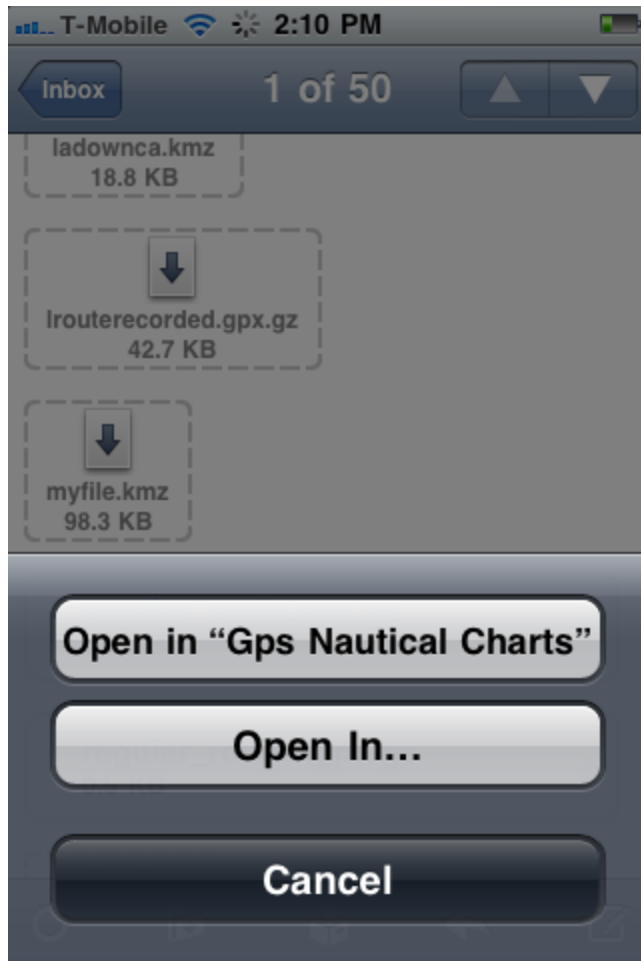 T-Mobile 2:10 PM
Inbox
1 of 50
ladownca.kmz
18.8 KB
lrouterecorded.gpx.gz
42.7 KB
myfile.kmz
98.3 KB
Open in “Gps Nautical Charts”
Open In...
Cancel